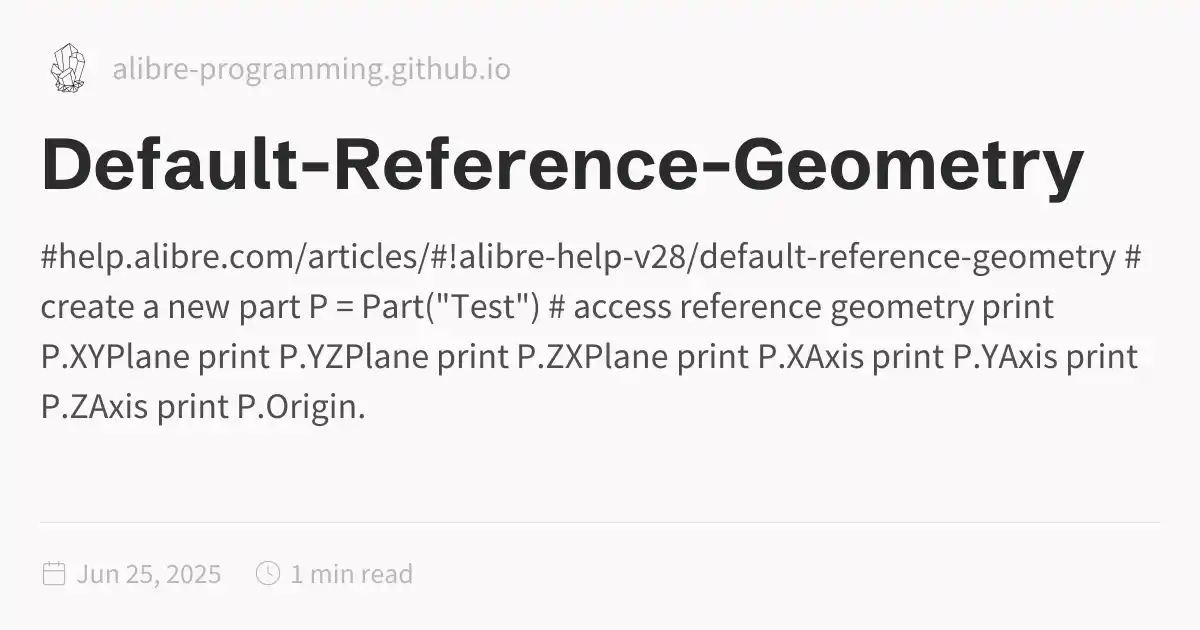 alibre-programming.github.io
Default-Reference-Geometry
#help.alibre.com/articles/#!alibre-help-v28/default-reference-geometry #
create a new part P = Part("Test") # access reference geometry print
P.XYPlane print P.YZPlane print P.ZXPlane print P.XAxis print P.YAxis print
P.ZAxis print P.Origin.
Jun 25, 2025 1 min read